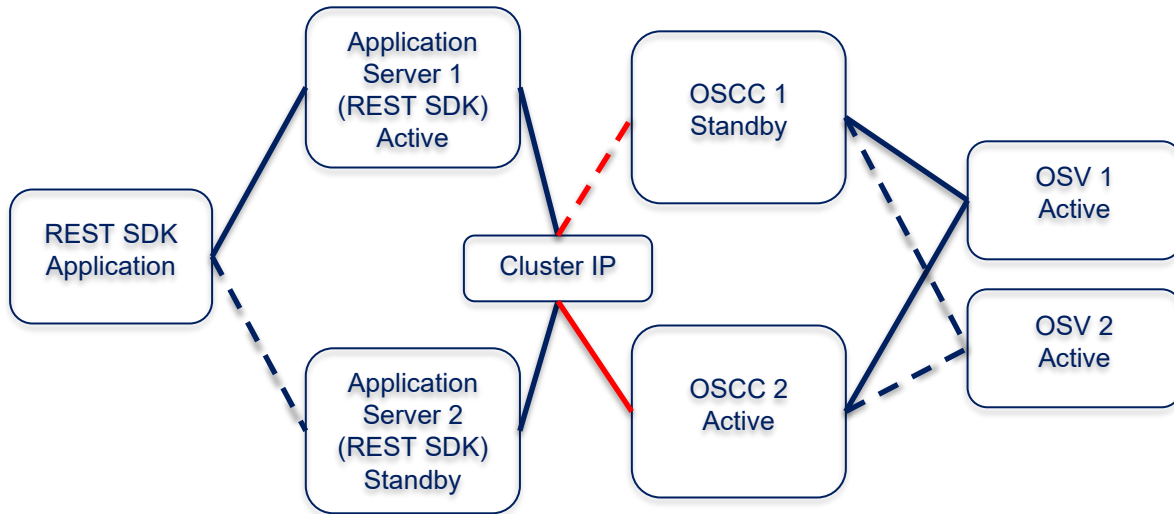 REST SDK
Application
Application
Server 1
(REST SDK)
Active
Application
Server 2
(REST SDK)
Standby
Cluster IP
OSCC 1
Standby
OSCC 2
Active
OSV 1
Active
OSV 2
Active